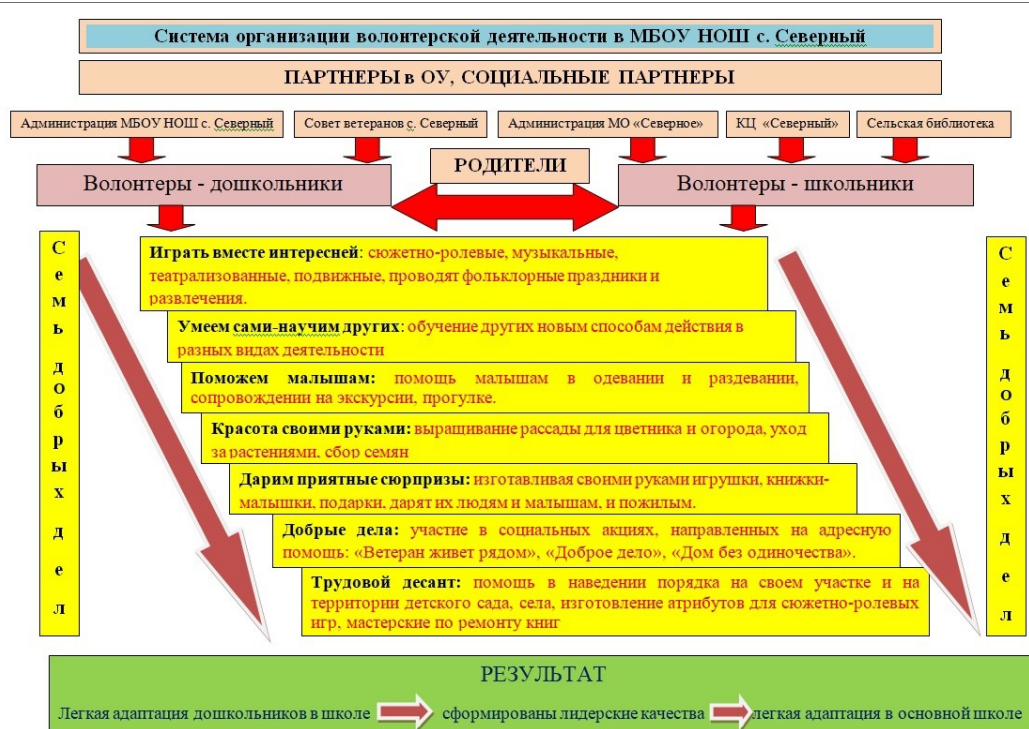 Система организации волонтерской деятельности в МБОУ НОШ с. Северный
ПАРТНЕРЫ в ОУ, СОЦИАЛЬНЫЕ ПАРТНЕРЫ
Администрация МБОУ НОШ с. Северный
Совет ветеранов с. Северный
Администрация МО «Северное»
КЦ «Северный»
Сельская библиотека
РОДИТЕЛИ
Волонтеры - дошкольники
Волонтеры - школьники
Семь добрых дел
Играть вместе интересней: сюжетно-ролевые, музыкальные,
театрализованные, подвижные, проводят фольклорные праздники и
развлечения.
Умеем сами-научим других: обучение других новым способам действия в
разных видах деятельности
Поможем малышам: помощь малышам в одевании и раздевании,
сопровождении на экскурсии, прогулке.
Красота своими руками: выращивание рассады для цветника и огорода, уход
за растениями, сбор семян
Дарим приятные сюрпризы: изготавливая своими руками игрушки, книжки-
малышки, подарки, дарят их людям и малышам, и пожилым.
Добрые дела: участие в социальных акциях, направленных на адресную
помощь: «Ветеран живет рядом», «Доброе дело», «Дом без одиночества».
Трудовой десант: помощь в наведении порядка на своем участке и на
территории детского сада, села, изготовление атрибутов для сюжетно-ролевых
игр, мастерские по ремонту книг
Семь добрых дел
РЕЗУЛЬТАТ
Легкая адаптация дошкольников в школе сформированы лидерские качества легкая адаптация в основной школе